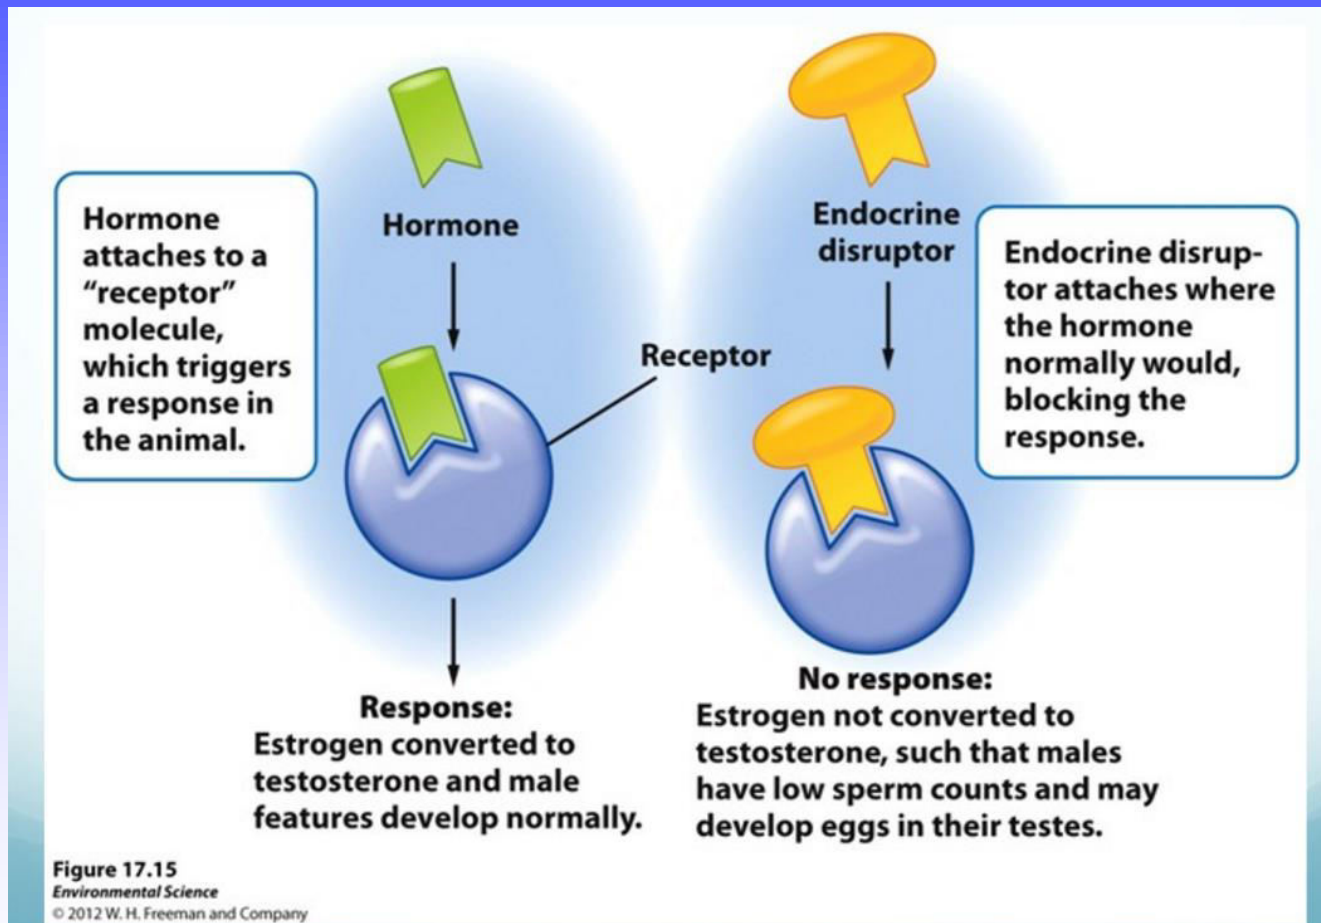 Hormone
attaches to a
“receptor”
molecule,
which triggers
a response in
the animal.
Hormone
Receptor
Response:
Estrogen converted to
testosterone and male
features develop normally.
Endocrine
disruptor
Endocrine disrup-
tor attaches where
the hormone
normally would,
blocking the
response.
No response:
Estrogen not converted to
testosterone, such that males
have low sperm counts and may
develop eggs in their testes.
Figure 17.15
Environmental Science
© 2012 W. H. Freeman and Company